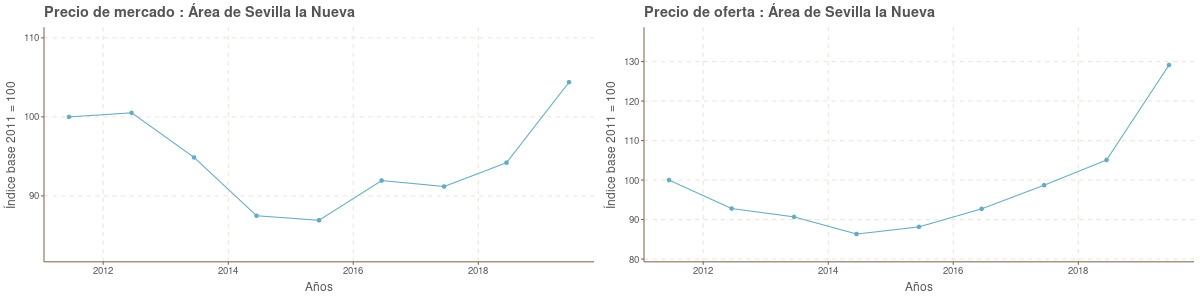 Precio de mercado : Área de Sevilla la Nueva
Índice base 2011 = 100
110
100
90
2012
2014
2016
2018
Años
Precio de oferta : Área de Sevilla la Nueva
Índice base 2011 = 100
130
120
110
100
90
80
2012
2014
2016
2018
Años